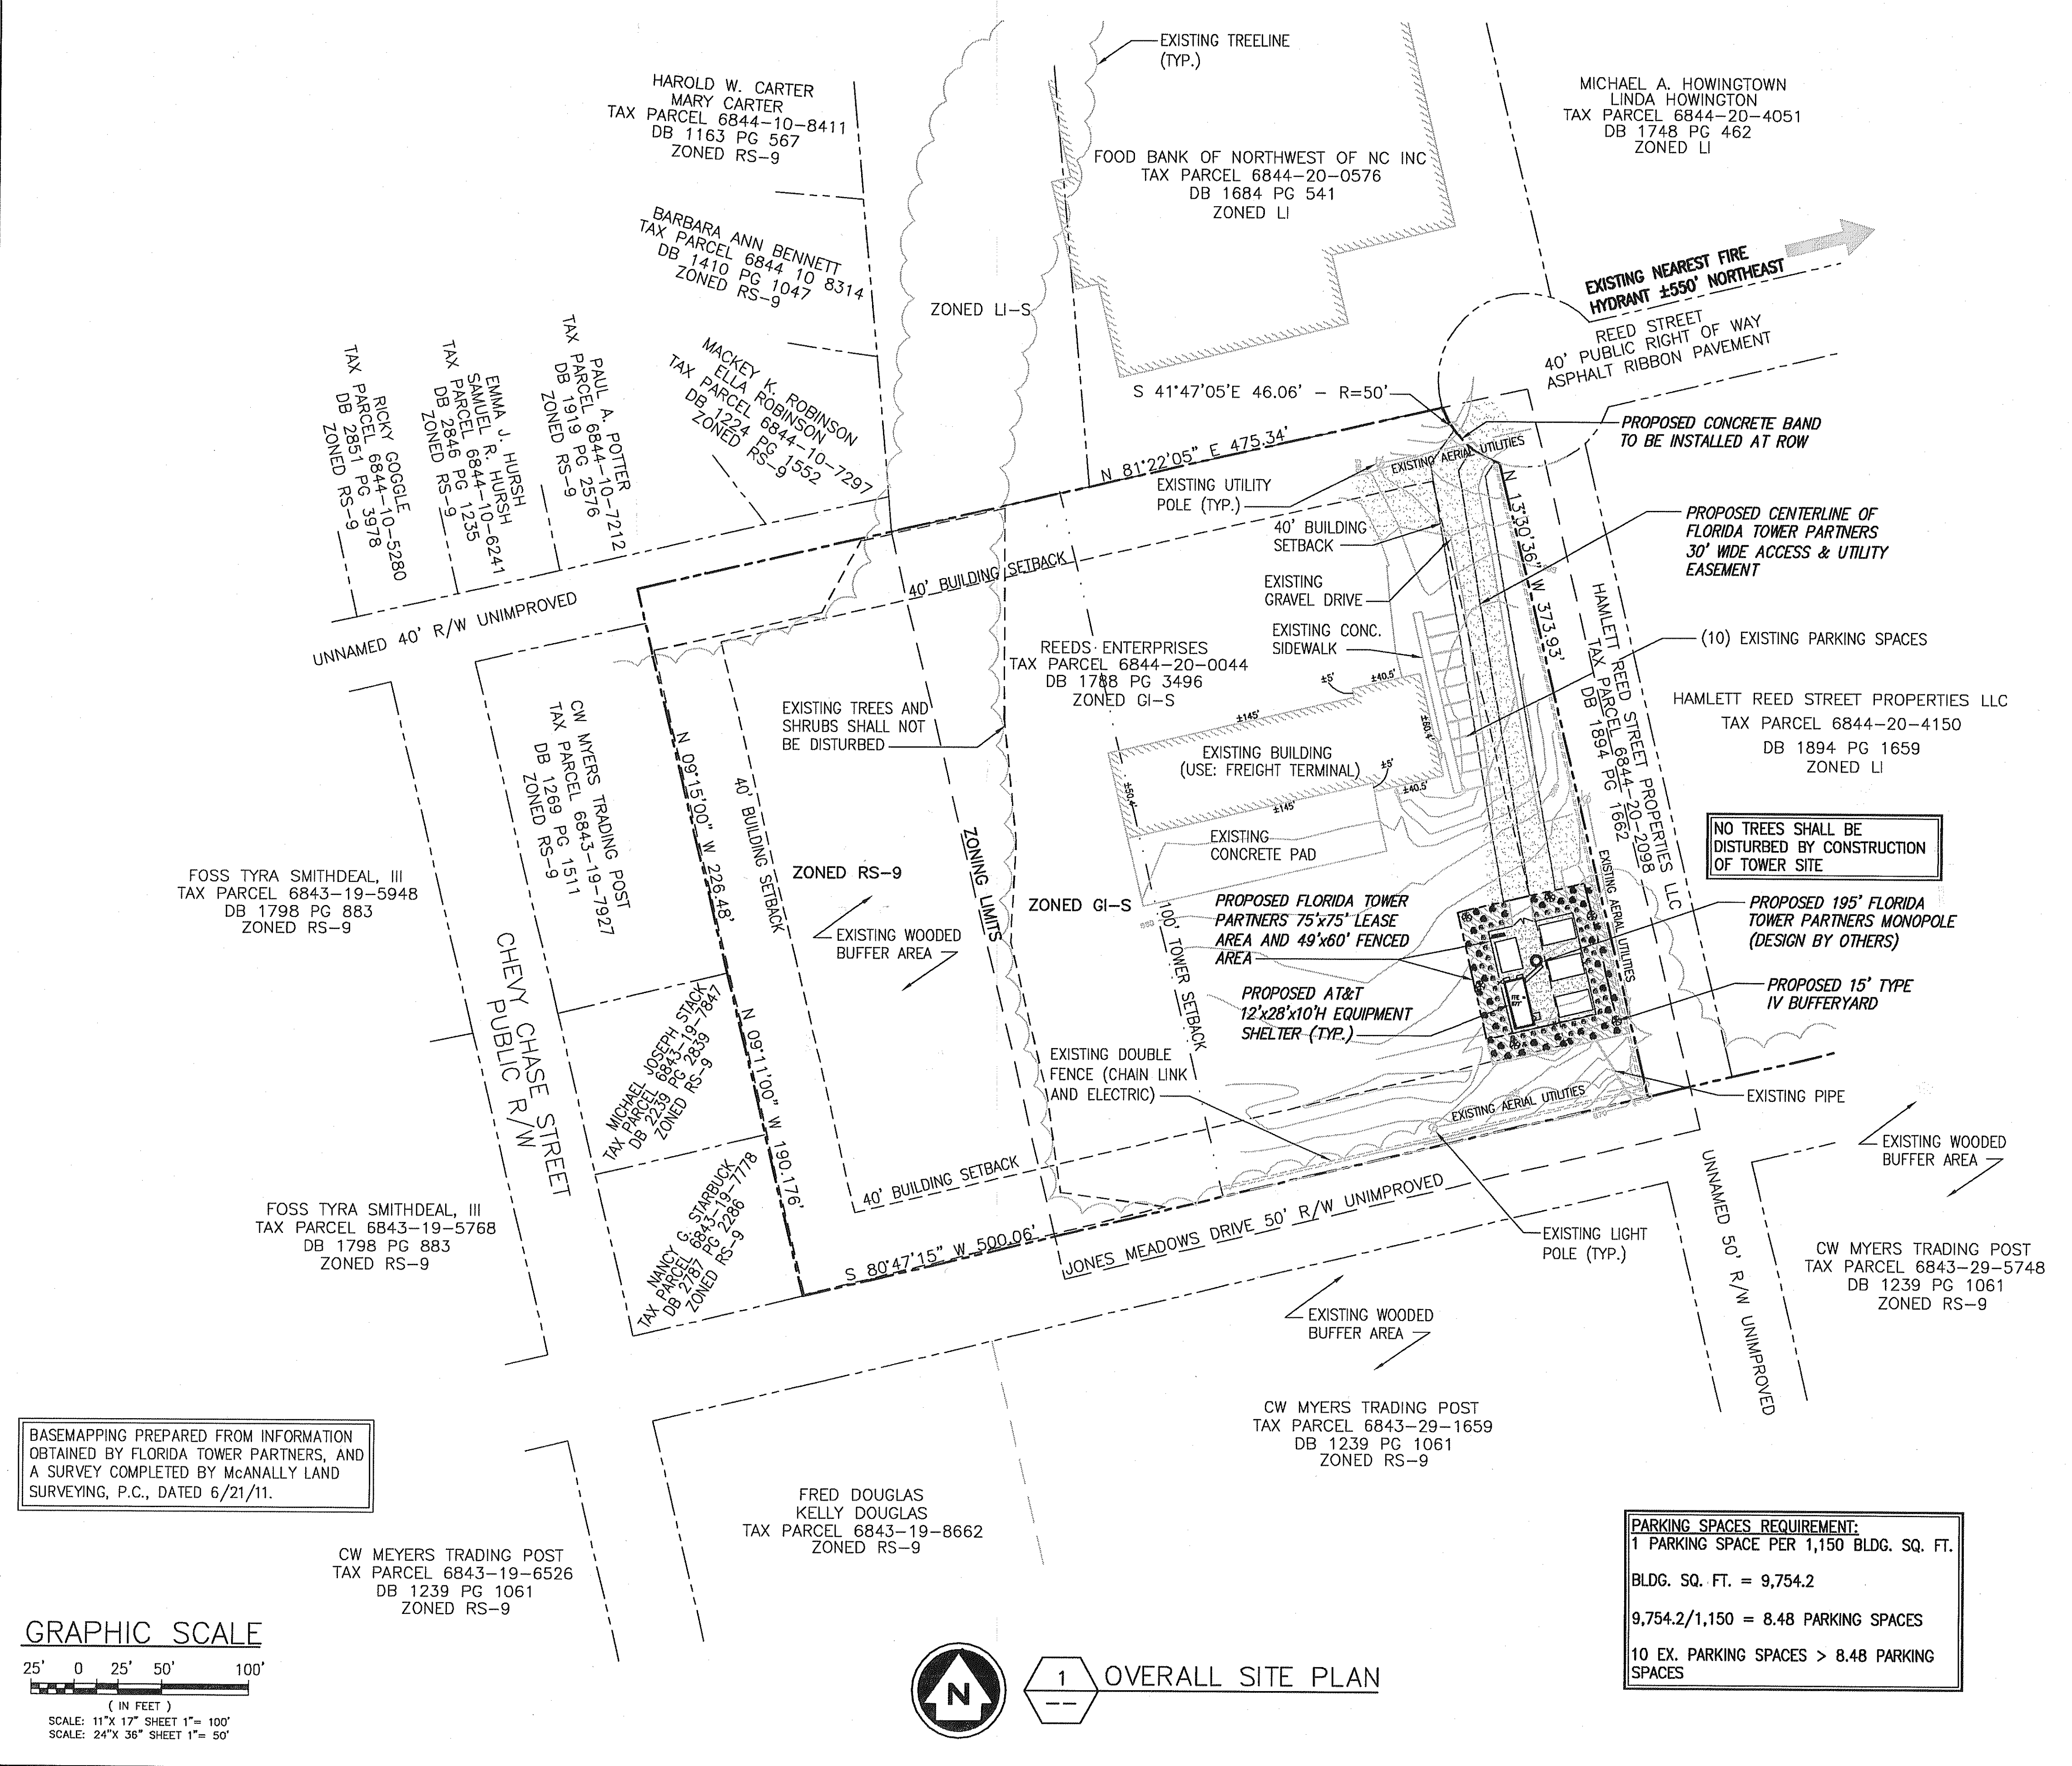 EXISTING TREELINE
(TYP.)
HAROLD W. CARTER
MARY CARTER
TAX PARCEL 6844-10-8411
DB 1163 PG 567
ZONED RS-9
MICHAEL A. HOWINGTOWN
LINDA HOWINGTON
TAX PARCEL 6844-20-4051
DB 1748 PG 462
ZONED LI
FOOD BANK OF NORTHWEST OF NC INC
TAX PARCEL 6844-20-0576
DB 1684 PG 541
ZONED LI
BARBARA ANN BENNETT
TAX PARCEL 6844 10 8314
DB 1410 PG 1047
ZONED RS-9
ZONED LI-S
EXISTING NEAREST FIRE
HYDRANT ±550' NORTHEAST
REED STREET
40' PUBLIC RIGHT OF WAY
ASPHALT RIBBON PAVEMENT
MACKEY K. ROBINSON
ELLA ROBINSON
TAX PARCEL 6844-10-7297
DB 1224 PG 1552
ZONED RS-9
PAUL A. POTTER
TAX PARCEL 6844-10-7212
DB 1919 PG 2576
ZONED RS-9
EMMA J. HURSH
SAMUEL R. HURSH
TAX PARCEL 6844-10-6241
DB 2846 PG 1235
ZONED RS-9
RICKY GOGGLE
TAX PARCEL 6844-10-5280
DB 2851 PG 3978
ZONED RS-9
S 41°47'05'E 46.06' - R=50'
N 81°22'05" E 475.34'
PROPOSED CONCRETE BAND
TO BE INSTALLED AT ROW
EXISTING AERIAL UTILITIES
EXISTING UTILITY
POLE (TYP.)
40' BUILDING
SETBACK
N 13°30'36" W 373.93'
PROPOSED CENTERLINE OF
FLORIDA TOWER PARTNERS
30' WIDE ACCESS & UTILITY
EASEMENT
EXISTING
GRAVEL DRIVE
40' BUILDING SETBACK
UNNAMED 40' R/W UNIMPROVED
EXISTING CONC.
SIDEWALK
(10) EXISTING PARKING SPACES
REEDS ENTERPRISES
TAX PARCEL 6844-20-0044
DB 1788 PG 3496
ZONED GI-S
HAMLETT REED STREET PROPERTIES LLC
TAX PARCEL 6844-20-2098
DB 1894 PG 1662
HAMLETT REED STREET PROPERTIES LLC
TAX PARCEL 6844-20-4150
DB 1894 PG 1659
ZONED LI
±5'
±40.5'
±145'
±60.4'
EXISTING BUILDING
(USE: FREIGHT TERMINAL)
±5'
±40.5'
±50.4'
±145'
EXISTING TREES AND
SHRUBS SHALL NOT
BE DISTURBED
CW MYERS TRADING POST
TAX PARCEL 6843-19-7927
DB 1269 PG 1511
ZONED RS-9
N 09°15'00" W 226.48'
40' BUILDING SETBACK
ZONING LIMITS
EXISTING
CONCRETE PAD
NO TREES SHALL BE
DISTURBED BY CONSTRUCTION
OF TOWER SITE
FOSS TYRA SMITHDEAL, III
TAX PARCEL 6843-19-5948
DB 1798 PG 883
ZONED RS-9
ZONED RS-9
ZONED GI-S
EXISTING WOODED
BUFFER AREA
100' TOWER SETBACK
PROPOSED FLORIDA TOWER
PARTNERS 75'x75' LEASE
AREA AND 49'x60' FENCED
AREA
EXISTING AERIAL UTILITIES
PROPOSED 195' FLORIDA
TOWER PARTNERS MONOPOLE
(DESIGN BY OTHERS)
PROPOSED AT&T
12'x28'x10'H EQUIPMENT
SHELTER (TYP.)
PROPOSED 15' TYPE
IV BUFFERYARD
CHEVY CHASE STREET
PUBLIC R/W
MICHAEL JOSEPH STACK
TAX PARCEL 6843-19-7847
DB 2239 PG 2839
ZONED RS-9
N 09°11'00" W 190.176'
EXISTING DOUBLE
FENCE (CHAIN LINK
AND ELECTRIC)
EXISTING AERIAL UTILITIES
EXISTING PIPE
EXISTING WOODED
BUFFER AREA
NANCY G. STARBUCK
TAX PARCEL 6843-19-7778
DB 2787 PG 2286
ZONED RS-9
40' BUILDING SETBACK
S 80°47'15" W 500.06'
JONES MEADOWS DRIVE 50' R/W UNIMPROVED
UNNAMED 50' R/W UNIMPROVED
FOSS TYRA SMITHDEAL, III
TAX PARCEL 6843-19-5768
DB 1798 PG 883
ZONED RS-9
EXISTING LIGHT
POLE (TYP.)
CW MYERS TRADING POST
TAX PARCEL 6843-29-5748
DB 1239 PG 1061
ZONED RS-9
EXISTING WOODED
BUFFER AREA
CW MYERS TRADING POST
TAX PARCEL 6843-29-1659
DB 1239 PG 1061
ZONED RS-9
BASEMAPPING PREPARED FROM INFORMATION
OBTAINED BY FLORIDA TOWER PARTNERS, AND
A SURVEY COMPLETED BY McANALLY LAND
SURVEYING, P.C., DATED 6/21/11.
FRED DOUGLAS
KELLY DOUGLAS
TAX PARCEL 6843-19-8662
ZONED RS-9
CW MEYERS TRADING POST
TAX PARCEL 6843-19-6526
DB 1239 PG 1061
ZONED RS-9
PARKING SPACES REQUIREMENT:
1 PARKING SPACE PER 1,150 BLDG. SQ. FT.
BLDG. SQ. FT. = 9,754.2
9,754.2/1,150 = 8.48 PARKING SPACES
10 EX. PARKING SPACES > 8.48 PARKING
SPACES
GRAPHIC SCALE
25' 0 25' 50' 100'
( IN FEET )
SCALE: 11"X 17" SHEET 1"= 100'
SCALE: 24"X 36" SHEET 1"= 50'
N
1
--
OVERALL SITE PLAN